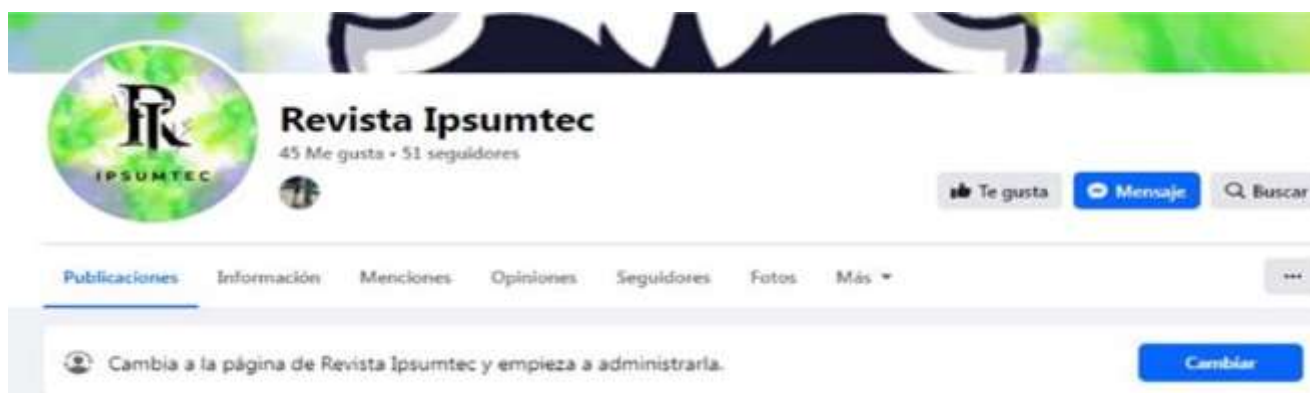 IPSUMTEC
Revista Ipsumtec
45 Me gusta • 51 seguidores
Te gusta
Mensaje
Buscar
Publicaciones Información Menciones Opiniones Seguidores Fotos Más
Cambia a la página de Revista Ipsumtec y empieza a administrarla.
Cambiar